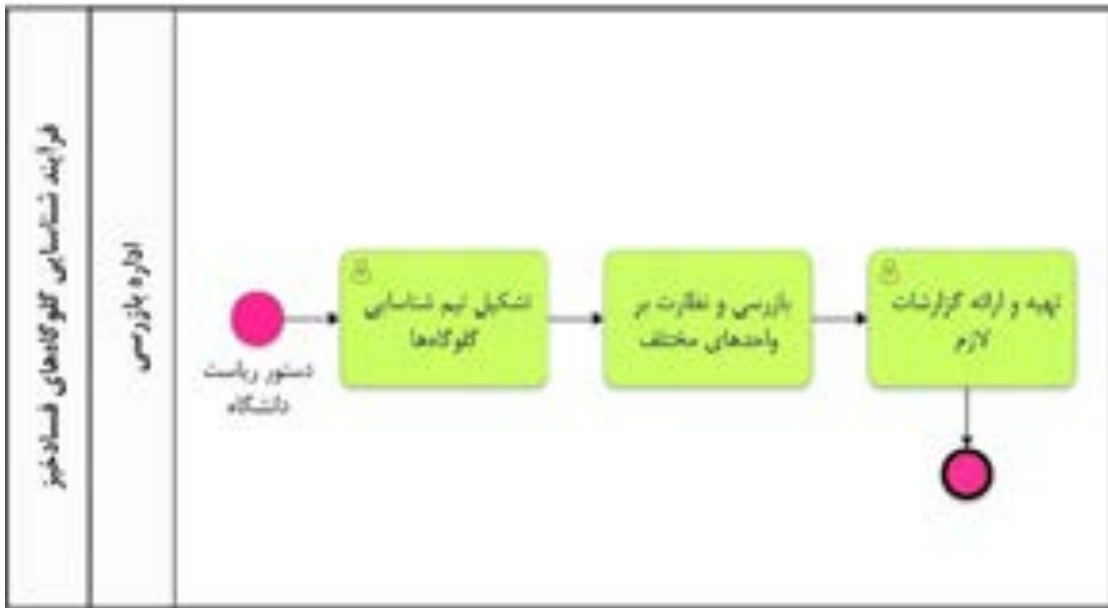 فرایند شناسایی گلوگاه‌های فسادخیز
اداره بازرسی
دستور ریاست
دانشگاه
تشکیل تیم شناسایی
گلوگاه‌ها
بازرسی و نظارت بر
واحدهای مختلف
تهیه و ارائه گزارشات
لازم